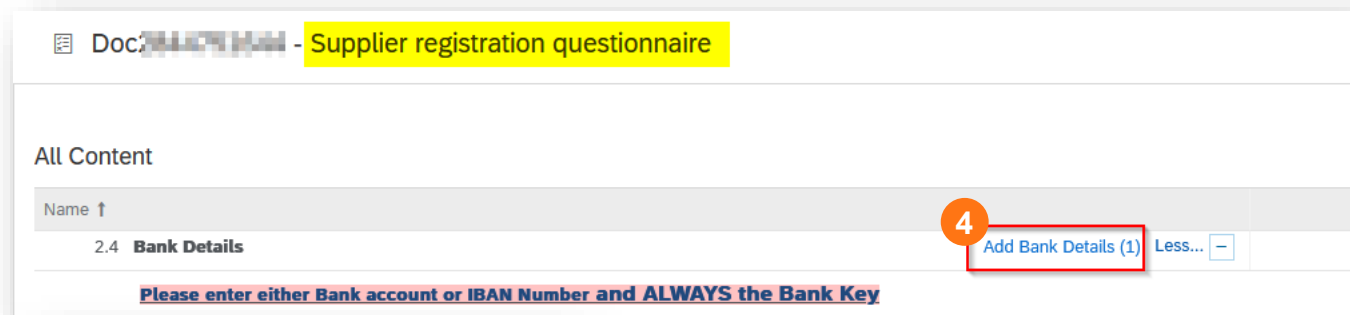 Doc - Supplier registration questionnaire
All Content
Name ↑
4
2.4 Bank Details Add Bank Details (1) Less... −
Please enter either Bank account or IBAN Number and ALWAYS the Bank Key